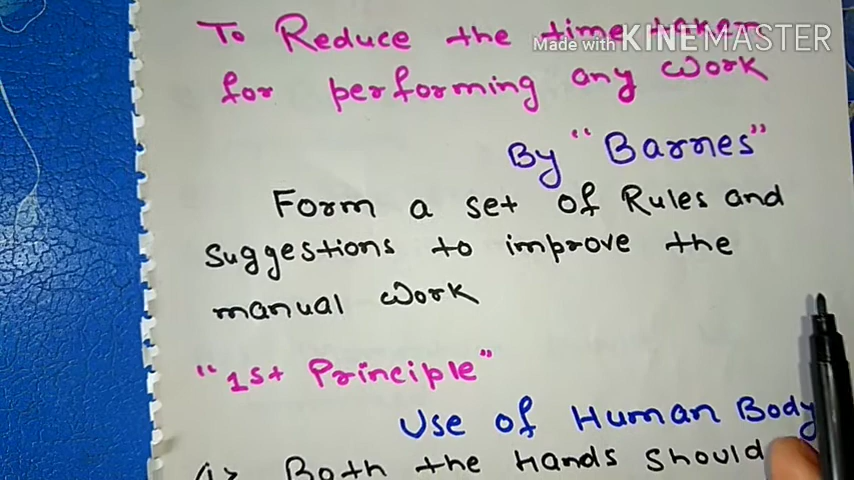 To Reduce the time taken
Made with KINEMASTER
for performing any work
By "Barnes"
Form a set of Rules and
suggestions to improve the
manual work
"1st Principle"
Use of Human Body
(i) Both the hands should